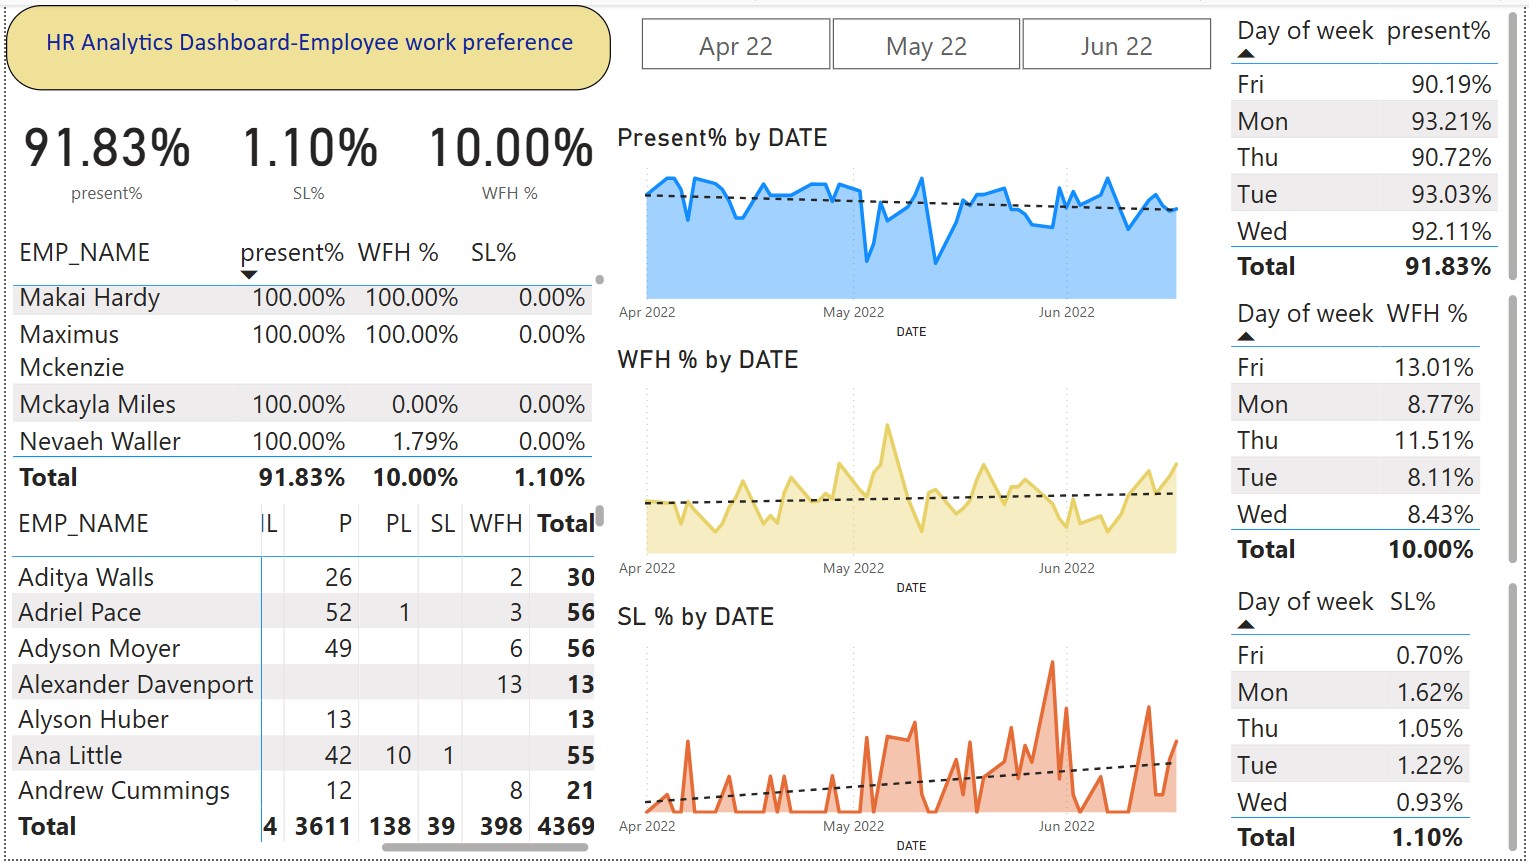 HR Analytics Dashboard-Employee work preference
Apr 22 May 22 Jun 22
91.83% 1.10% 10.00%
present% SL% WFH %
EMP_NAME present% WFH % SL%
Makai Hardy 100.00% 100.00% 0.00%
Maximus 100.00% 100.00% 0.00%
Mckenzie
Mckayla Miles 100.00% 0.00% 0.00%
Nevaeh Waller 100.00% 1.79% 0.00%
Total 91.83% 10.00% 1.10%
EMP_NAME P PL SL WFH Total
Aditya Walls 26 2 30
Adriel Pace 52 1 3 56
Adyson Moyer 49 6 56
Alexander Davenport 13 13
Alyson Huber 13 13
Ana Little 42 10 1 55
Andrew Cummings 12 8 21
Total 4 3611 138 39 398 4369
Present% by DATE
Apr 2022 May 2022 Jun 2022
DATE
WFH % by DATE
Apr 2022 May 2022 Jun 2022
DATE
SL % by DATE
Apr 2022 May 2022 Jun 2022
DATE
Day of week present%
Fri 90.19%
Mon 93.21%
Thu 90.72%
Tue 93.03%
Wed 92.11%
Total 91.83%
Day of week WFH %
Fri 13.01%
Mon 8.77%
Thu 11.51%
Tue 8.11%
Wed 8.43%
Total 10.00%
Day of week SL%
Fri 0.70%
Mon 1.62%
Thu 1.05%
Tue 1.22%
Wed 0.93%
Total 1.10%